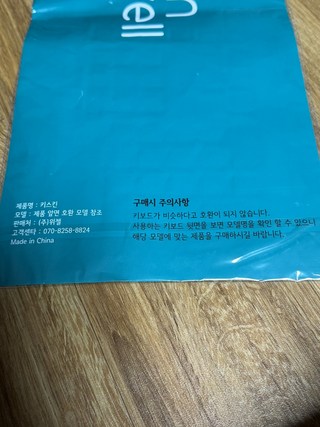 n
ell
제품명 : 키스킨
모델 : 제품 앞면 호환 모델 참조
판매처 : (주)위셀
고객센타 : 070-8258-8824
Made in China
구매시 주의사항
키보드가 비슷하다고 호환이 되지 않습니다.
사용하는 키보드 뒷면을 보면 모델명을 확인 할 수 있으니
해당 모델에 맞는 제품을 구매하시길 바랍니다.